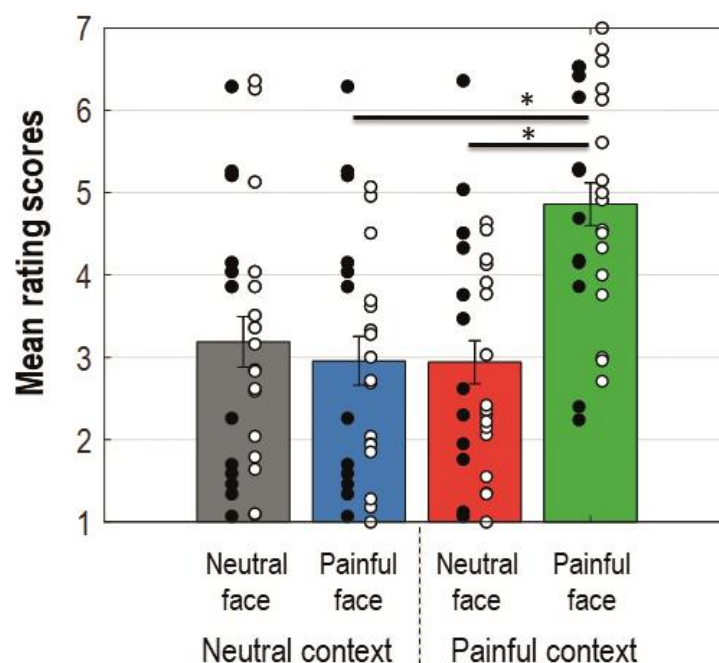 Mean rating scores
7
6
5
4
3
2
1
*
*
Neutral face
Painful face
Neutral face
Painful face
Neutral context
Painful context